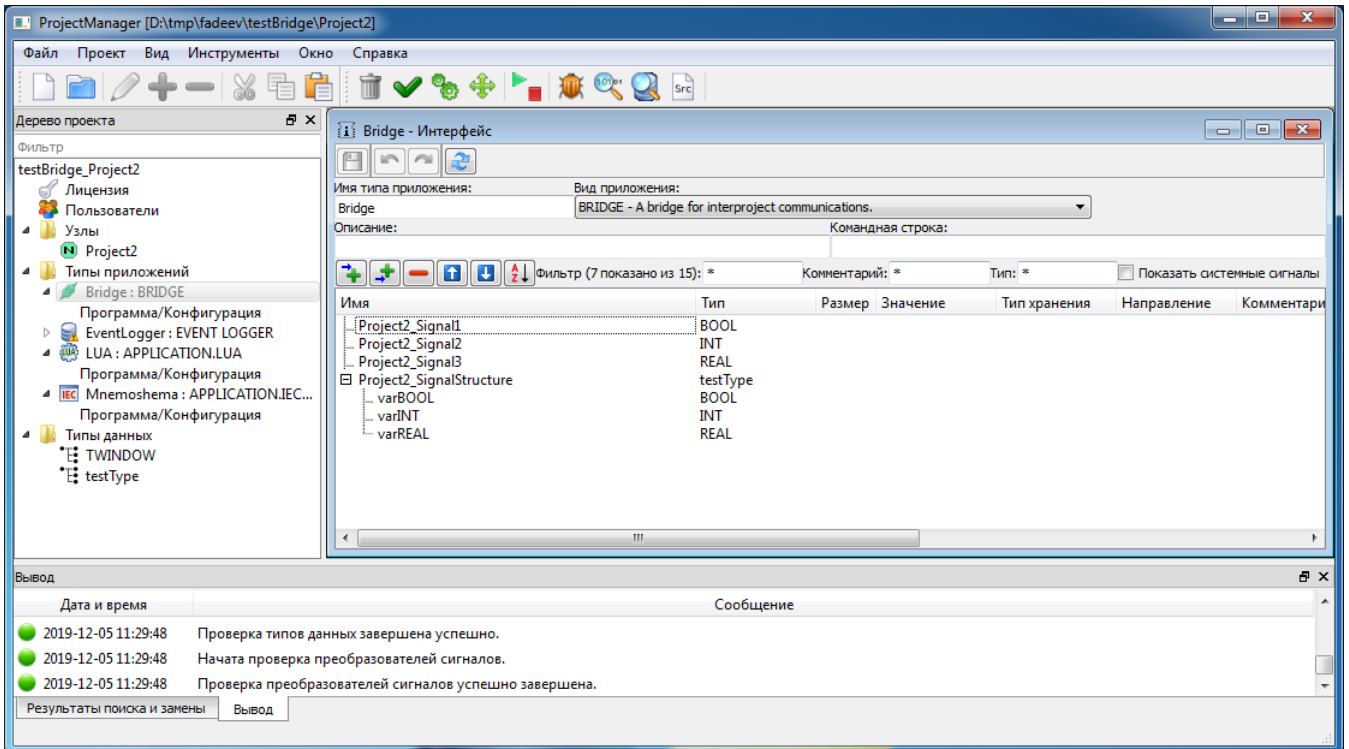 ProjectManager [D:\tmp\fadeev\testBridge\Project2]
Файл Проект Вид Инструменты Окно Справка
101
Src
Дерево проекта
Фильтр
testBridge_Project2
Лицензия
Пользователи
Узлы
N Project2
Типы приложений
Bridge : BRIDGE
Программа/Конфигурация
EventLogger : EVENT LOGGER
LUA LUA : APPLICATION.LUA
Программа/Конфигурация
IEC Mnemoshema : APPLICATION.IEC...
Программа/Конфигурация
Типы данных
TWINDOW
testType
Bridge - Интерфейс
Имя типа приложения: Вид приложения:
Bridge BRIDGE - A bridge for interproject communications.
Описание: Командная строка:
A Z Фильтр (7 показано из 15): * Комментарий: * Тип: * Показать системные сигналы
Имя Тип Размер Значение Тип хранения Направление Комментари
Project2_Signal1 BOOL
Project2_Signal2 INT
Project2_Signal3 REAL
Project2_SignalStructure testType
varBOOL BOOL
varINT INT
varREAL REAL
Вывод
Дата и время Сообщение
2019-12-05 11:29:48 Проверка типов данных завершена успешно.
2019-12-05 11:29:48 Начата проверка преобразователей сигналов.
2019-12-05 11:29:48 Проверка преобразователей сигналов успешно завершена.
Результаты поиска и замены Вывод